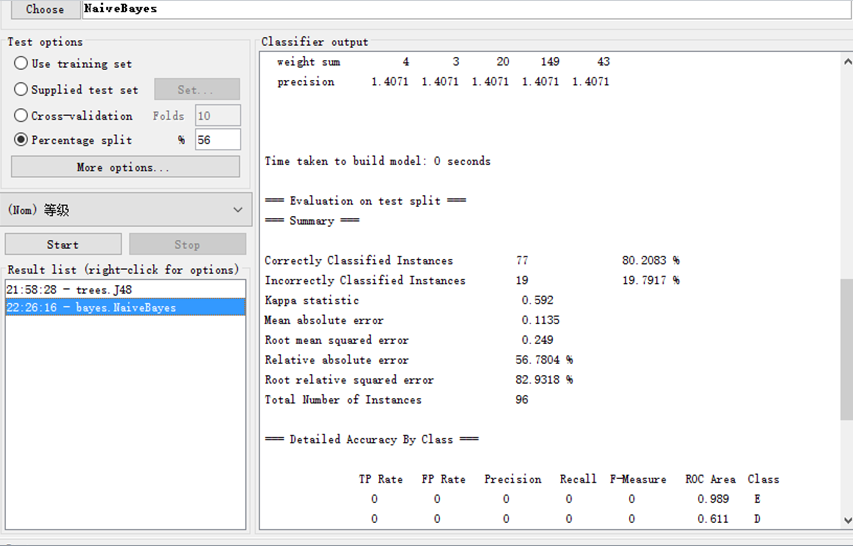 Choose NaiveBayes
Test options
Use training set
Supplied test set Set...
Cross-validation Folds 10
Percentage split % 56
More options...
(Nom) 等级
Start Stop
Result list (right-click for options)
21:58:28 - trees.J48
22:26:16 - bayes.NaiveBayes
Classifier output
weight sum 4 3 20 149 43
precision 1.4071 1.4071 1.4071 1.4071 1.4071
Time taken to build model: 0 seconds
=== Evaluation on test split ===
=== Summary ===
Correctly Classified Instances 77 80.2083 %
Incorrectly Classified Instances 19 19.7917 %
Kappa statistic 0.592
Mean absolute error 0.1135
Root mean squared error 0.249
Relative absolute error 56.7804 %
Root relative squared error 82.9318 %
Total Number of Instances 96
=== Detailed Accuracy By Class ===
TP Rate FP Rate Precision Recall F-Measure ROC Area Class
0 0 0 0 0 0.989 E
0 0 0 0 0 0.611 D